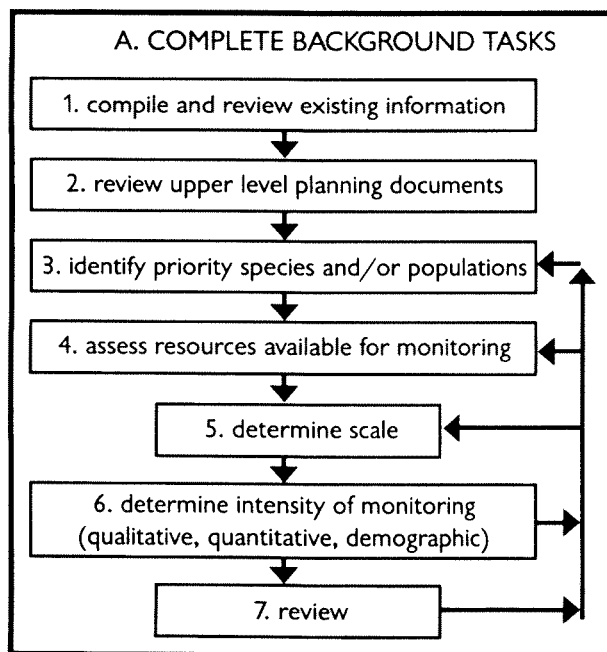 A. COMPLETE BACKGROUND TASKS
1. compile and review existing information
2. review upper level planning documents
3. identify priority species and/or populations
4. assess resources available for monitoring
5. determine scale
6. determine intensity of monitoring
(qualitative, quantitative, demographic)
7. review